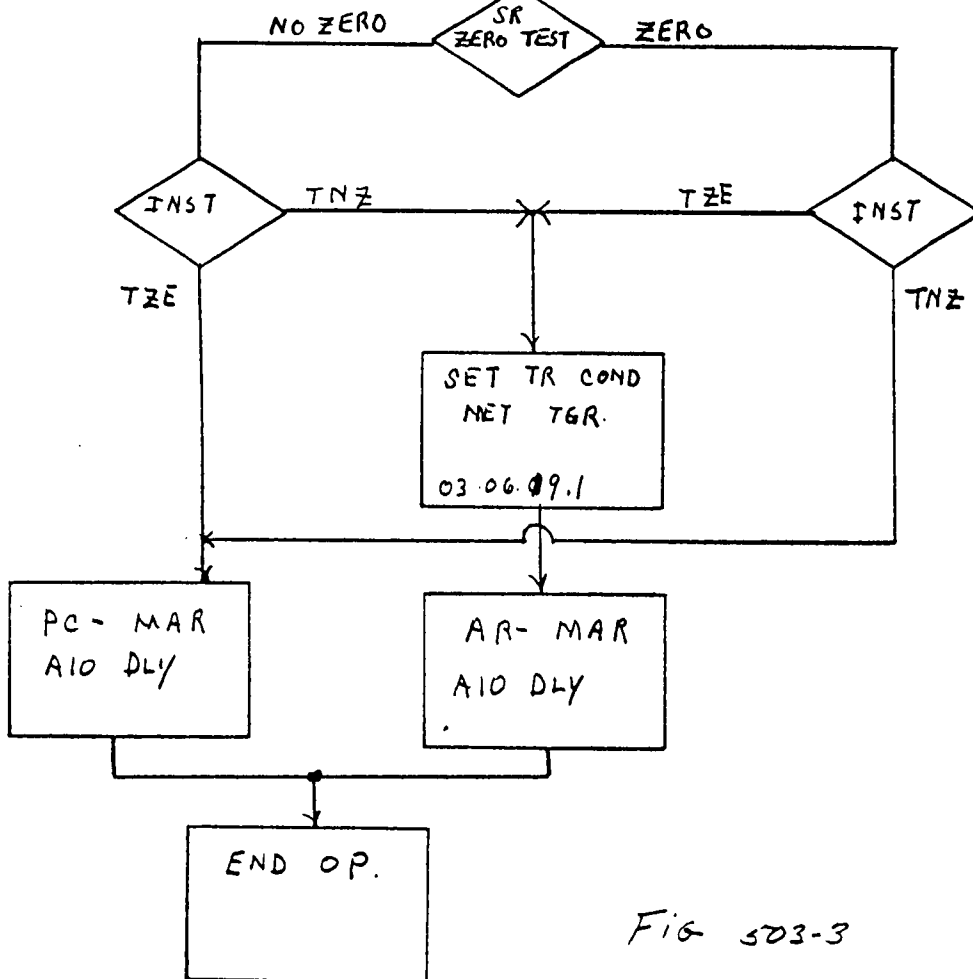 SR
ZERO TEST
NO ZERO
ZERO
INST
TNZ
TZE
INST
TZE
TNZ
SET TR COND
MET TGR.
03.06.09.1
PC- MAR
A10 DLY
AR- MAR
A10 DLY
END OP.
FiG 503-3